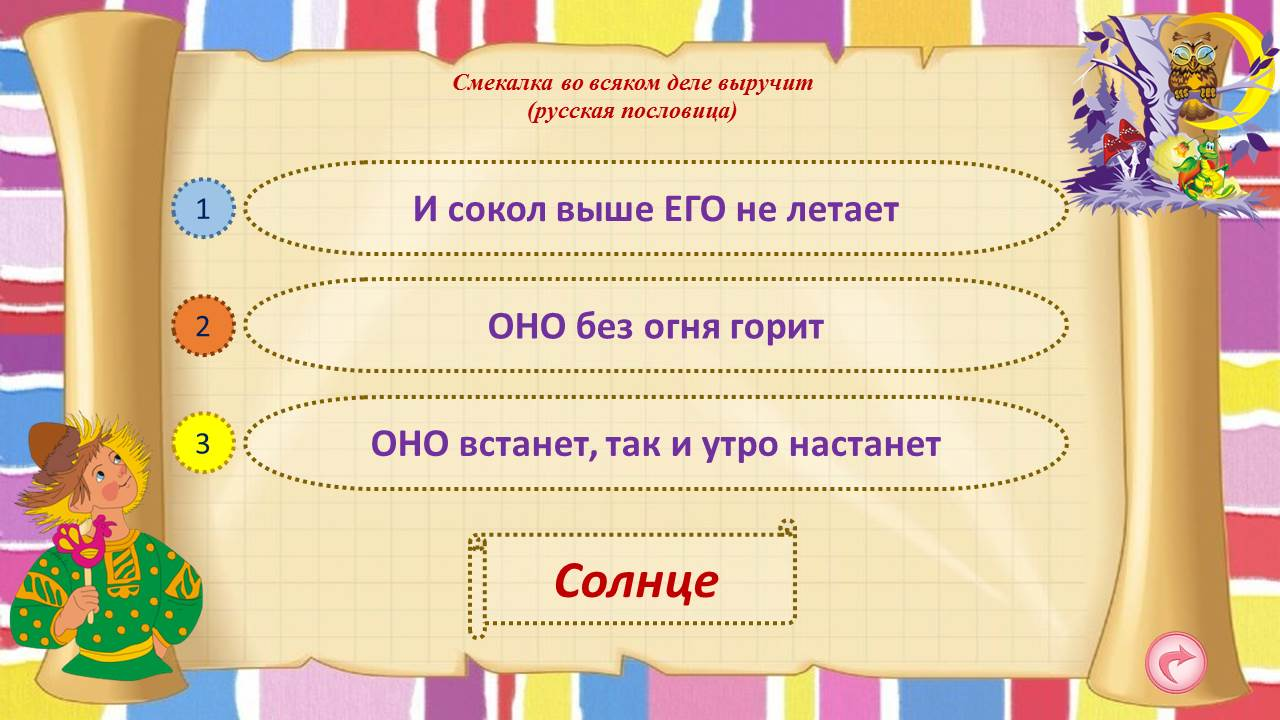 Смекалка во всяком деле выручит
(русская пословица)
1
И сокол выше ЕГО не летает
2
ОНО без огня горит
3
ОНО встанет, так и утро настанет
Солнце